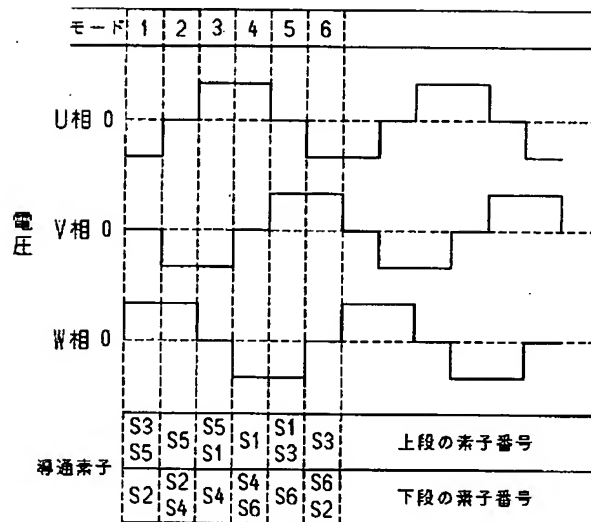 モード 1 2 3 4 5 6
U相 0
電圧
V相 0
W相 0
導通素子
S3 S5 S5 S1 S3
S5 S1 S3
S1
上段の素子番号
S2 S2 S4 S4 S6 S6
S4 S6 S2
下段の素子番号